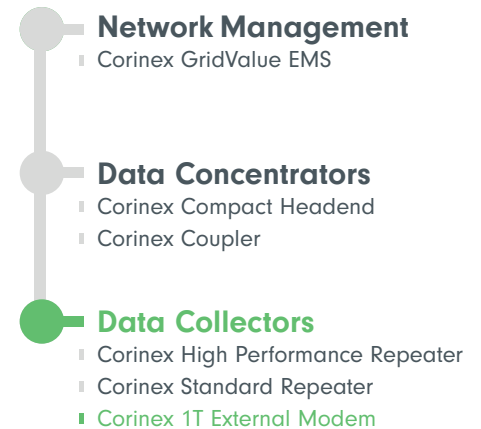 Network Management
Corinex GridValue EMS
Data Concentrators
Corinex Compact Headend
Corinex Coupler
Data Collectors
Corinex High Performance Repeater
Corinex Standard Repeater
Corinex 1T External Modem